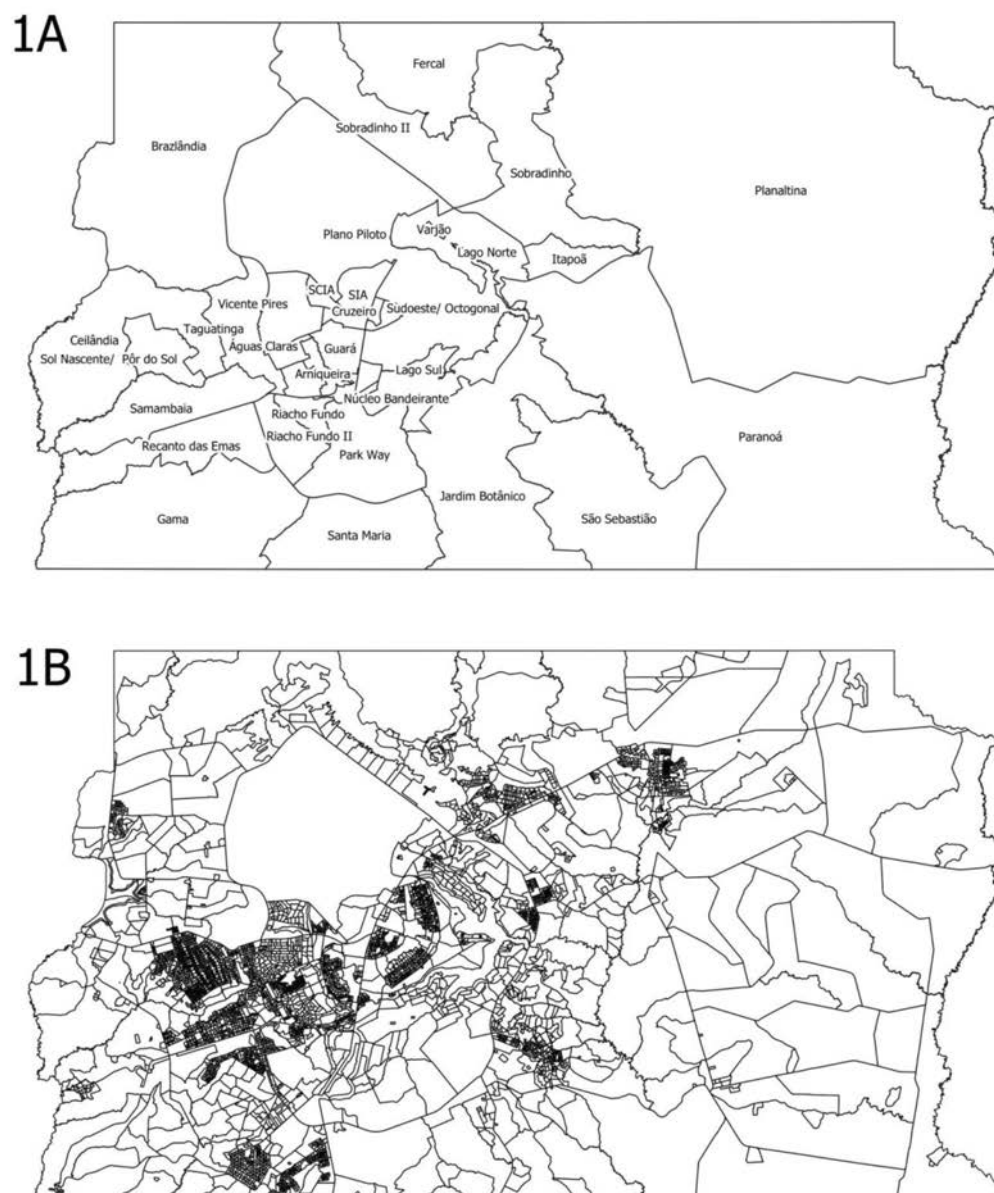 1A
Fercal
Sobradinho II
Brazlândia
Sobradinho
Planaltina
Plano Piloto
Varjão
Lago Norte
Itapoã
SCIA
SIA
Vicente Pires
Cruzeiro
Sudoeste/ Octogonal
Taguatinga
Ceilândia
Águas Claras
Guará
Sol Nascente/ Pôr do Sol
Arniqueira
Lago Sul
Núcleo Bandeirante
Samambaia
Riacho Fundo
Riacho Fundo II
Recanto das Emas
Park Way
Paranoá
Jardim Botânico
Gama
São Sebastião
Santa Maria
1B